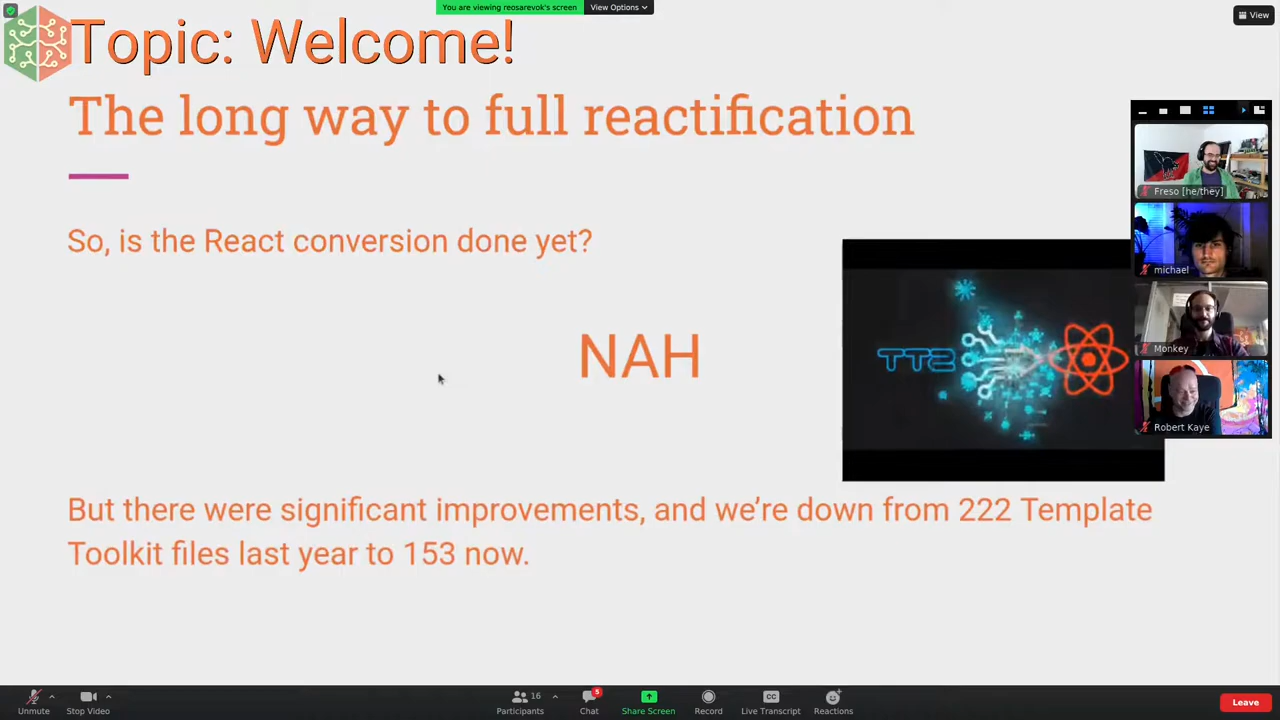 You are viewing reosarevok's screen
View Options
View
Topic: Welcome!
The long way to full reactification
So, is the React conversion done yet?
NAH
TT2
But there were significant improvements, and we're down from 222 Template
Toolkit files last year to 153 now.
Freso [he/they]
michael
Monkey
Robert Kaye
Unmute
Stop Video
16
Participants
5
Chat
Share Screen
Record
CC
Live Transcript
Reactions
Leave